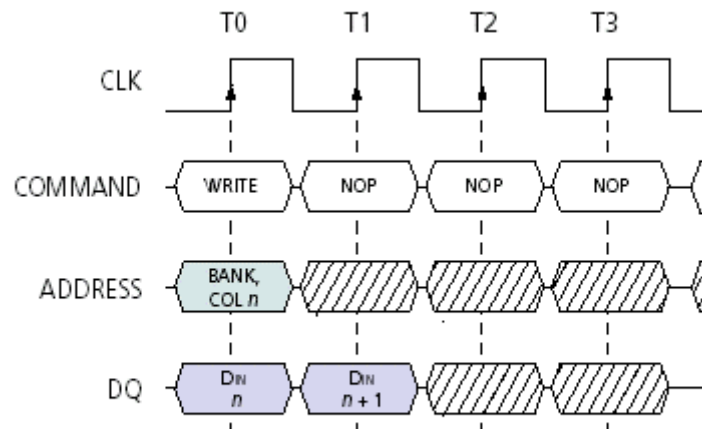 T0 T1 T2 T3
CLK
COMMAND WRITE NOP NOP NOP
ADDRESS BANK,
COL n
DQ DIN DIN
n n + 1